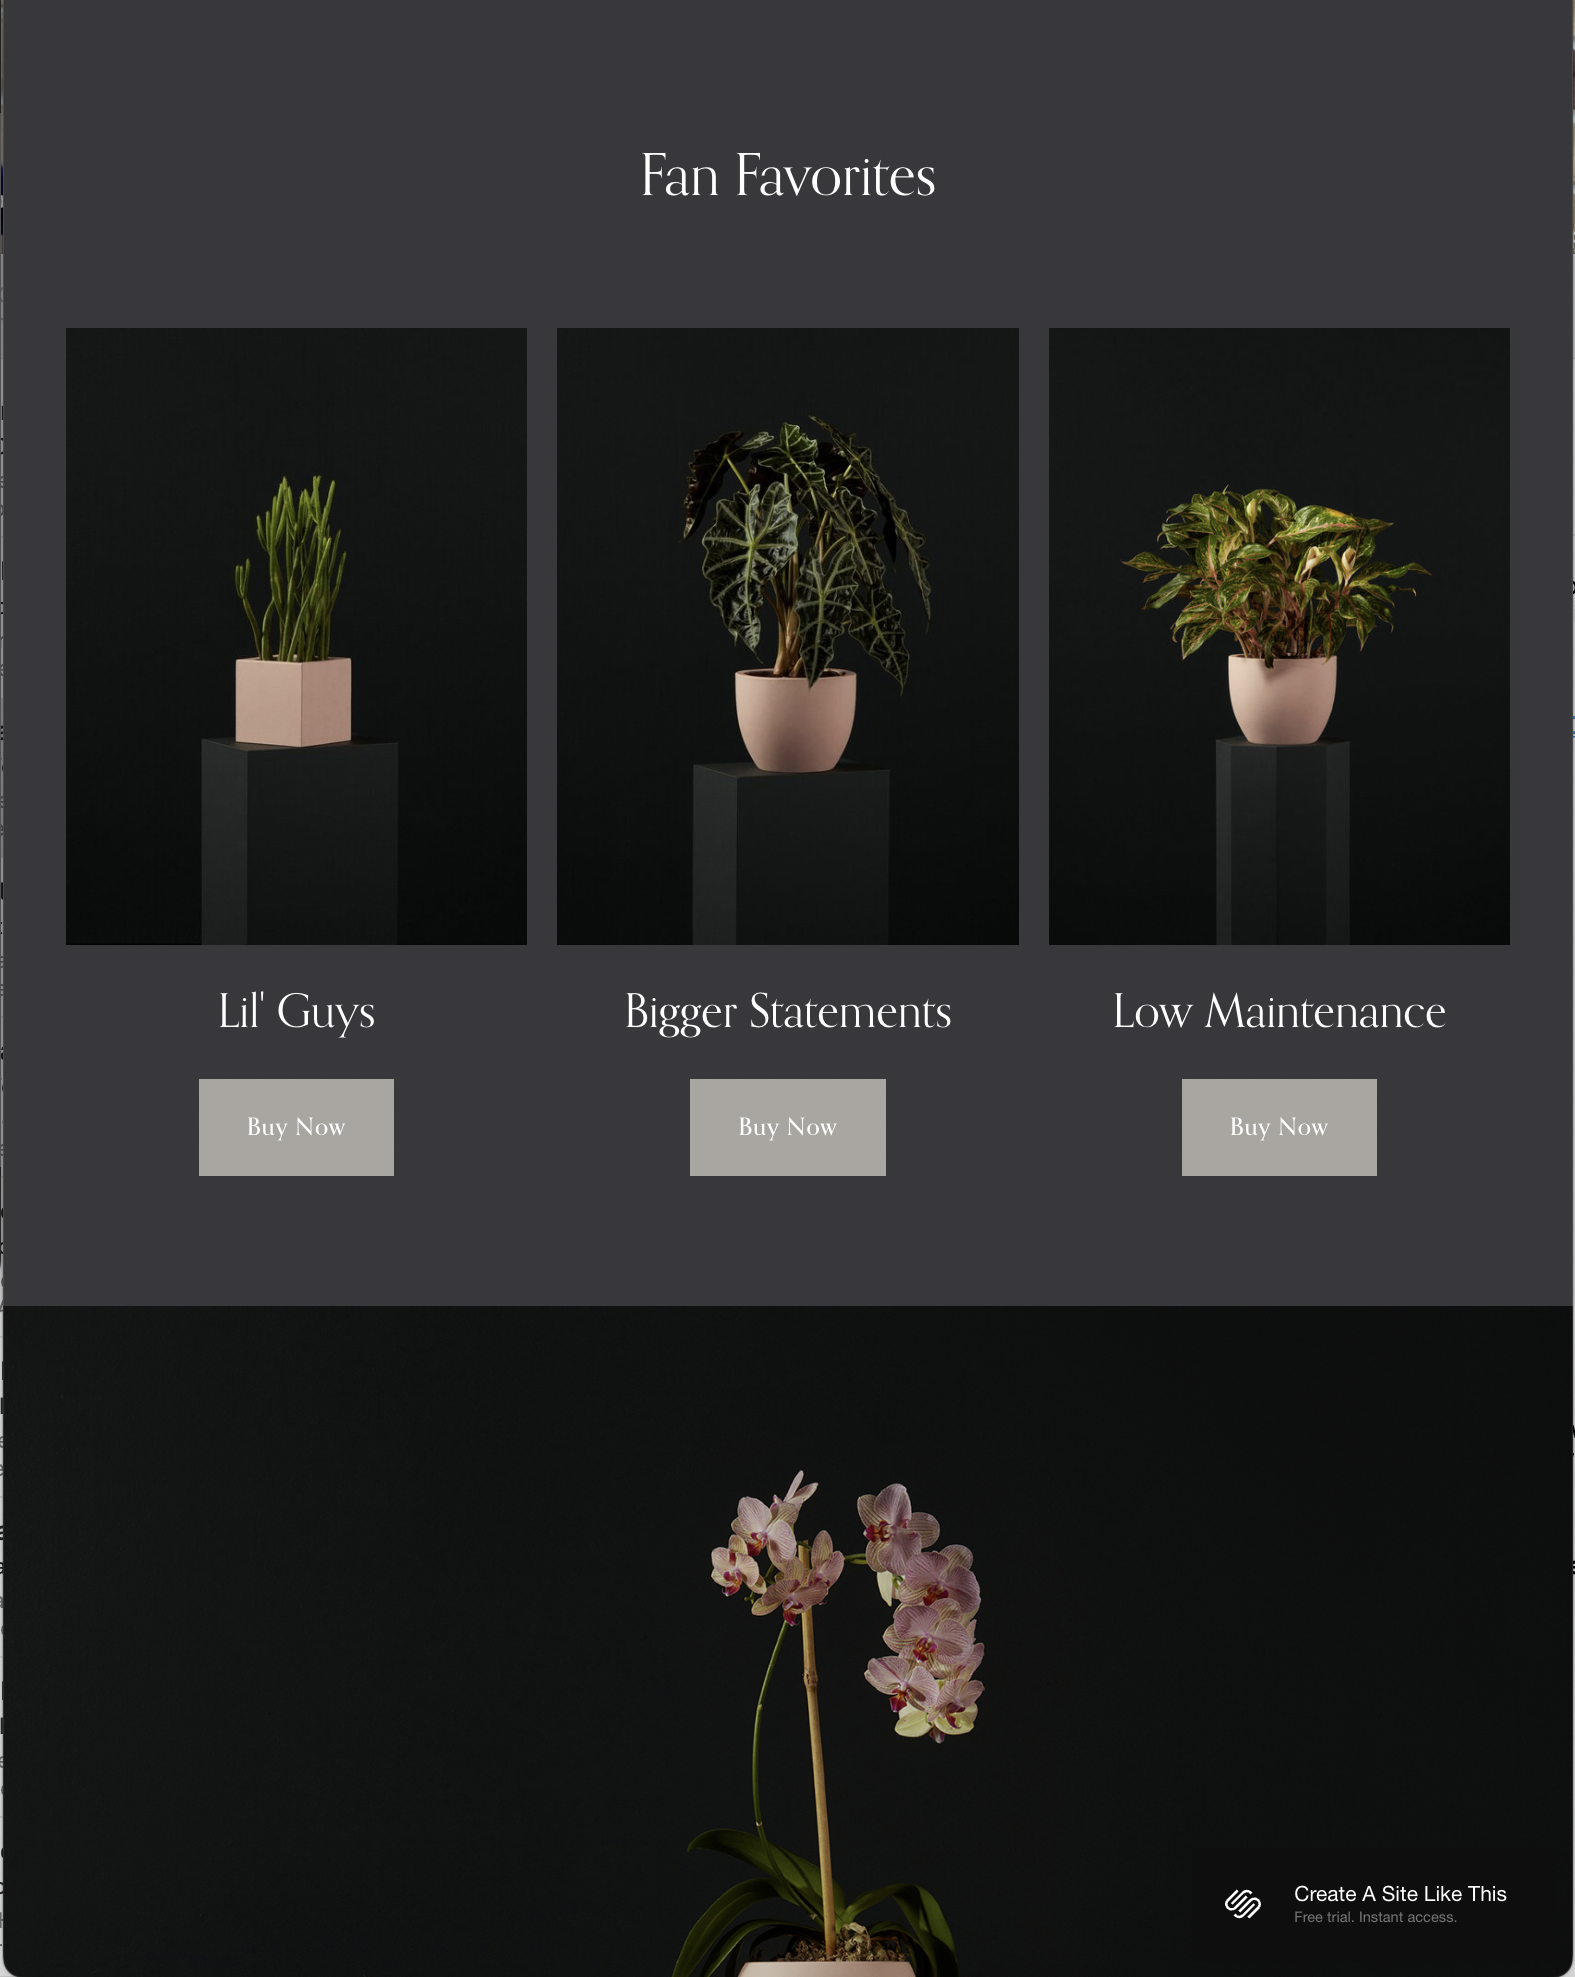 Fan Favorites
Lil' Guys
Bigger Statements
Low Maintenance
Buy Now
Buy Now
Buy Now
Create A Site Like This
Free trial. Instant access.